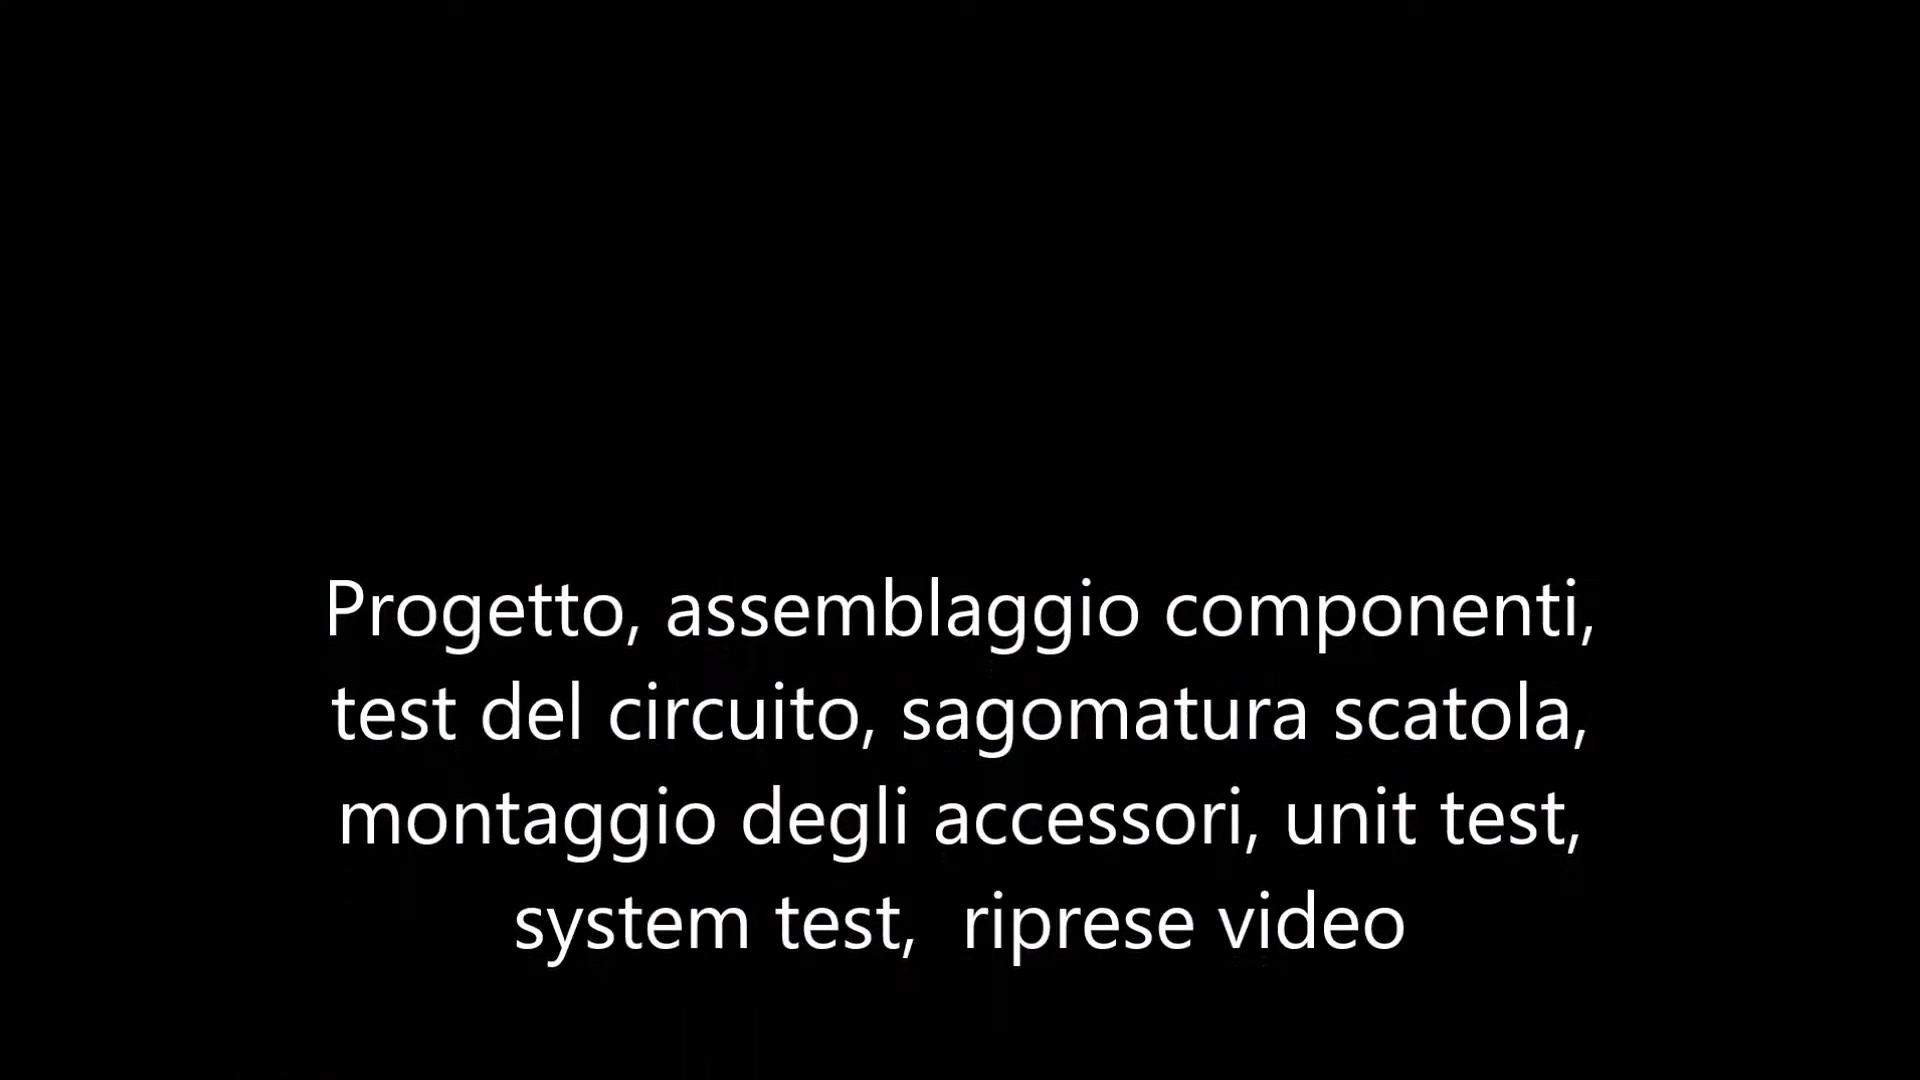 Progetto, assemblaggio componenti,
test del circuito, sagomatura scatola,
montaggio degli accessori, unit test,
system test,  riprese video